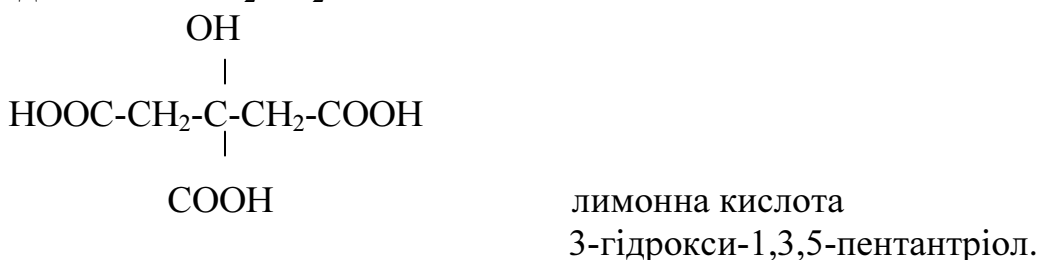 OH
HOOC-CH₂-C-CH₂-COOH
COOH лимонна кислота
3-гідрокси-1,3,5-пентантріол.